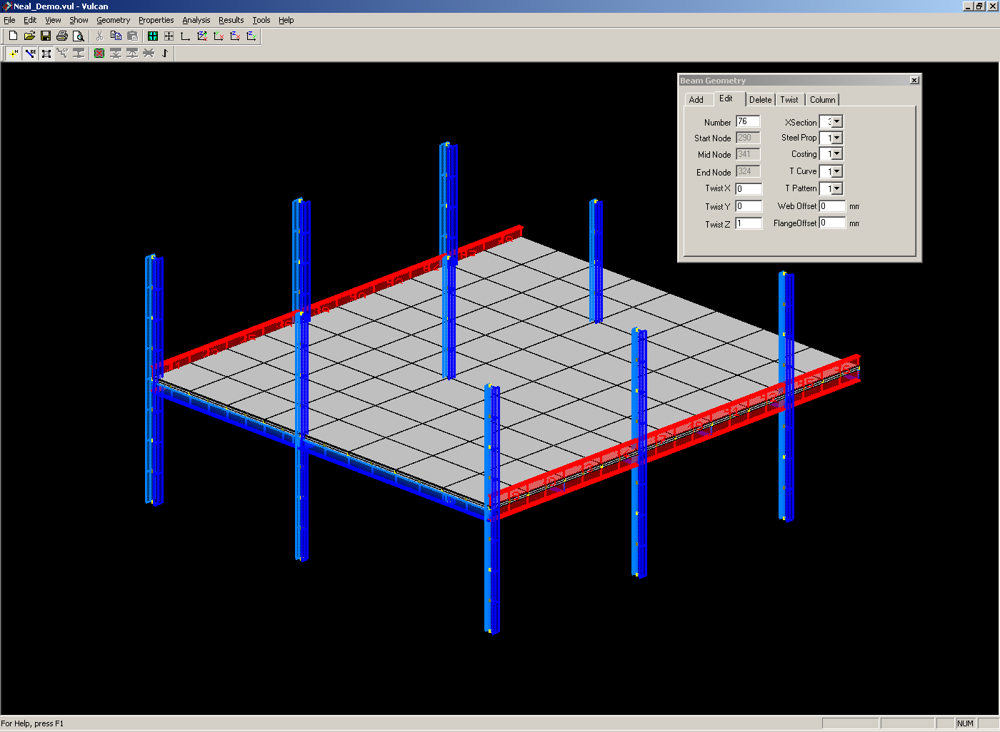 Neal_Demo.vul - Vulcan
File Edit View Show Geometry Properties Analysis Results Tools Help
Beam Geometry
Add Edit Delete Twist Column
Number 76 XSection 3
Start Node 290 Steel Prop 1
Mid Node 341 Costing 1
End Node 324 T Curve 1
Twist X 0 T Pattern 1
Twist Y 0 Web Offset 0 mm
Twist Z 1 FlangeOffset 0 mm
For Help, press F1 NUM